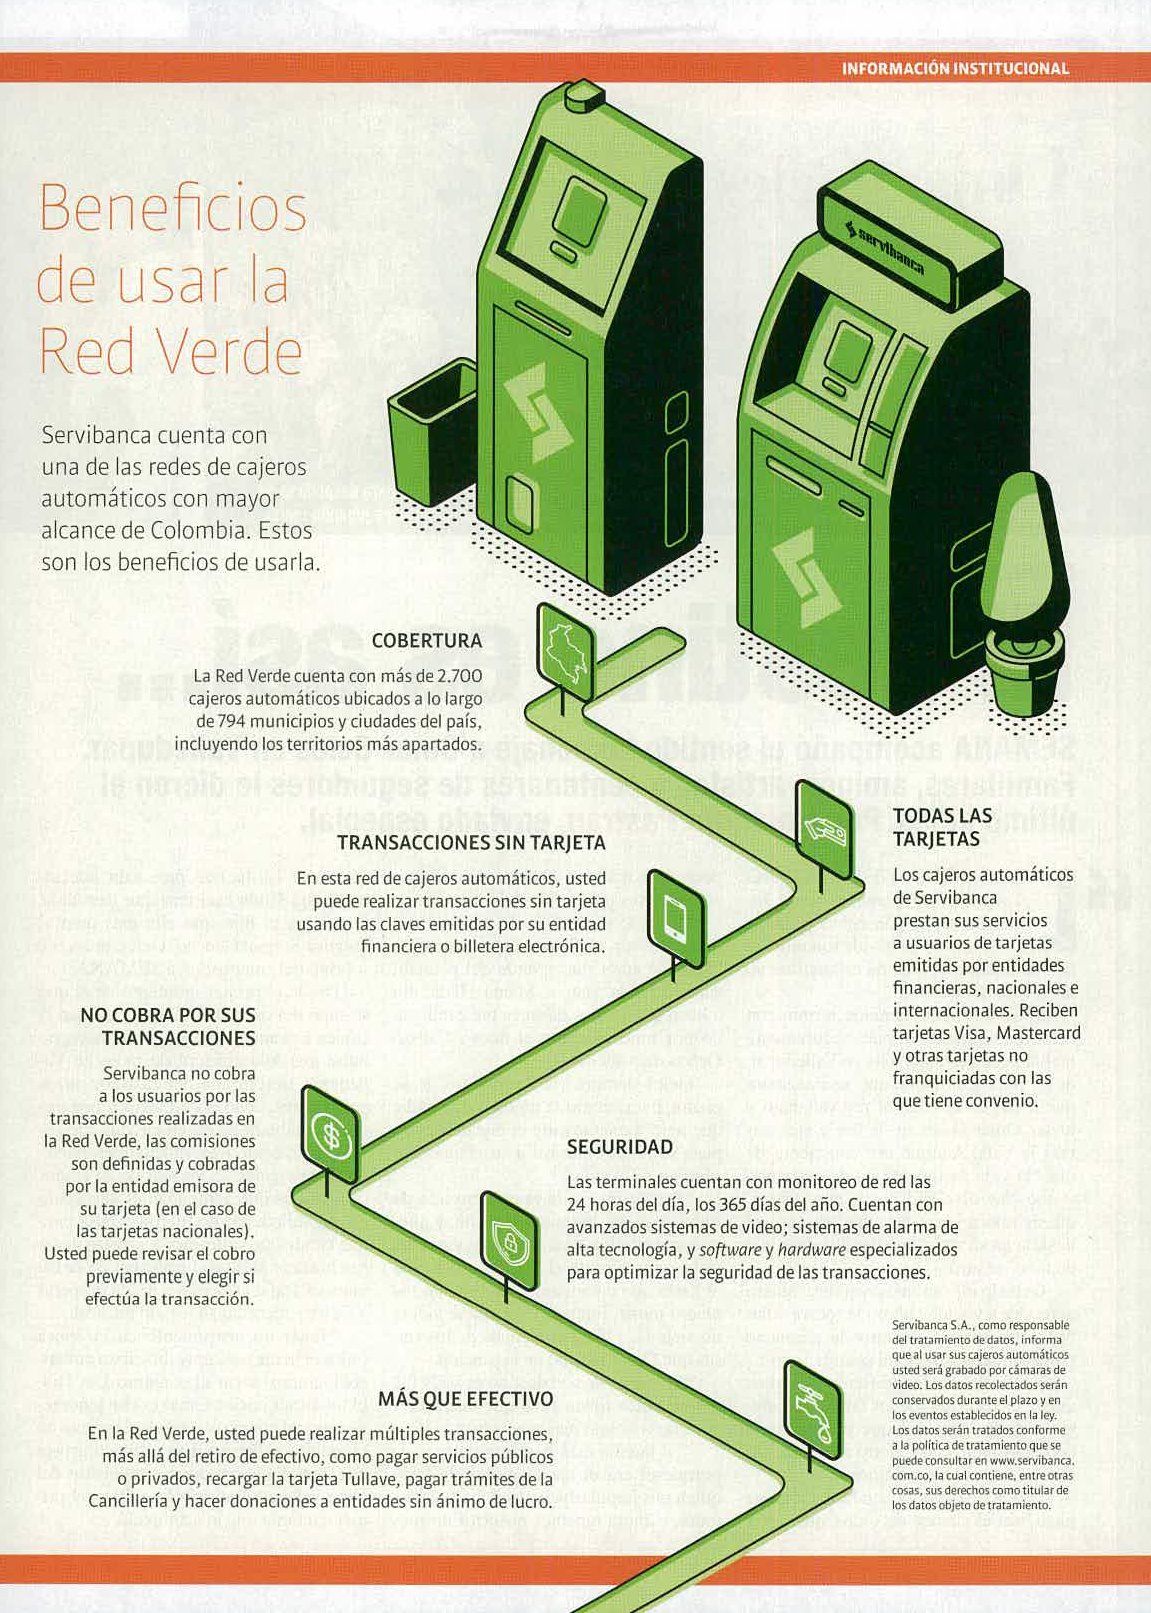 INFORMACIÓN INSTITUCIONAL
Beneficios
de usar la
Red Verde
Servibanca cuenta con
una de las redes de cajeros
automáticos con mayor
alcance de Colombia. Estos
son los beneficios de usarla.
servibanca
COBERTURA
La Red Verde cuenta con más de 2.700
cajeros automáticos ubicados a lo largo
de 794 municipios y ciudades del país,
incluyendo los territorios más apartados.
TODAS LAS
TARJETAS
Los cajeros automáticos
de Servibanca
prestan sus servicios
a usuarios de tarjetas
emitidas por entidades
financieras, nacionales e
internacionales. Reciben
tarjetas Visa, Mastercard
y otras tarjetas no
franquiciadas con las
que tiene convenio.
TRANSACCIONES SIN TARJETA
En esta red de cajeros automáticos, usted
puede realizar transacciones sin tarjeta
usando las claves emitidas por su entidad
financiera o billetera electrónica.
NO COBRA POR SUS
TRANSACCIONES
Servibanca no cobra
a los usuarios por las
transacciones realizadas en
la Red Verde, las comisiones
son definidas y cobradas
por la entidad emisora de
su tarjeta (en el caso de
las tarjetas nacionales).
Usted puede revisar el cobro
previamente y elegir si
efectúa la transacción.
$
SEGURIDAD
Las terminales cuentan con monitoreo de red las
24 horas del día, los 365 días del año. Cuentan con
avanzados sistemas de video; sistemas de alarma de
alta tecnología, y software y hardware especializados
para optimizar la seguridad de las transacciones.
MÁS QUE EFECTIVO
En la Red Verde, usted puede realizar múltiples transacciones,
más allá del retiro de efectivo, como pagar servicios públicos
o privados, recargar la tarjeta Tullave, pagar trámites de la
Cancillería y hacer donaciones a entidades sin ánimo de lucro.
Servibanca S.A., como responsable
del tratamiento de datos, informa
que al usar sus cajeros automáticos
usted será grabado por cámaras de
video. Los datos recolectados serán
conservados durante el plazo y en
los eventos establecidos en la ley.
Los datos serán tratados conforme
a la política de tratamiento que se
puede consultar en www.servibanca.
com.co, la cual contiene, entre otras
cosas, sus derechos como titular de
los datos objeto de tratamiento.